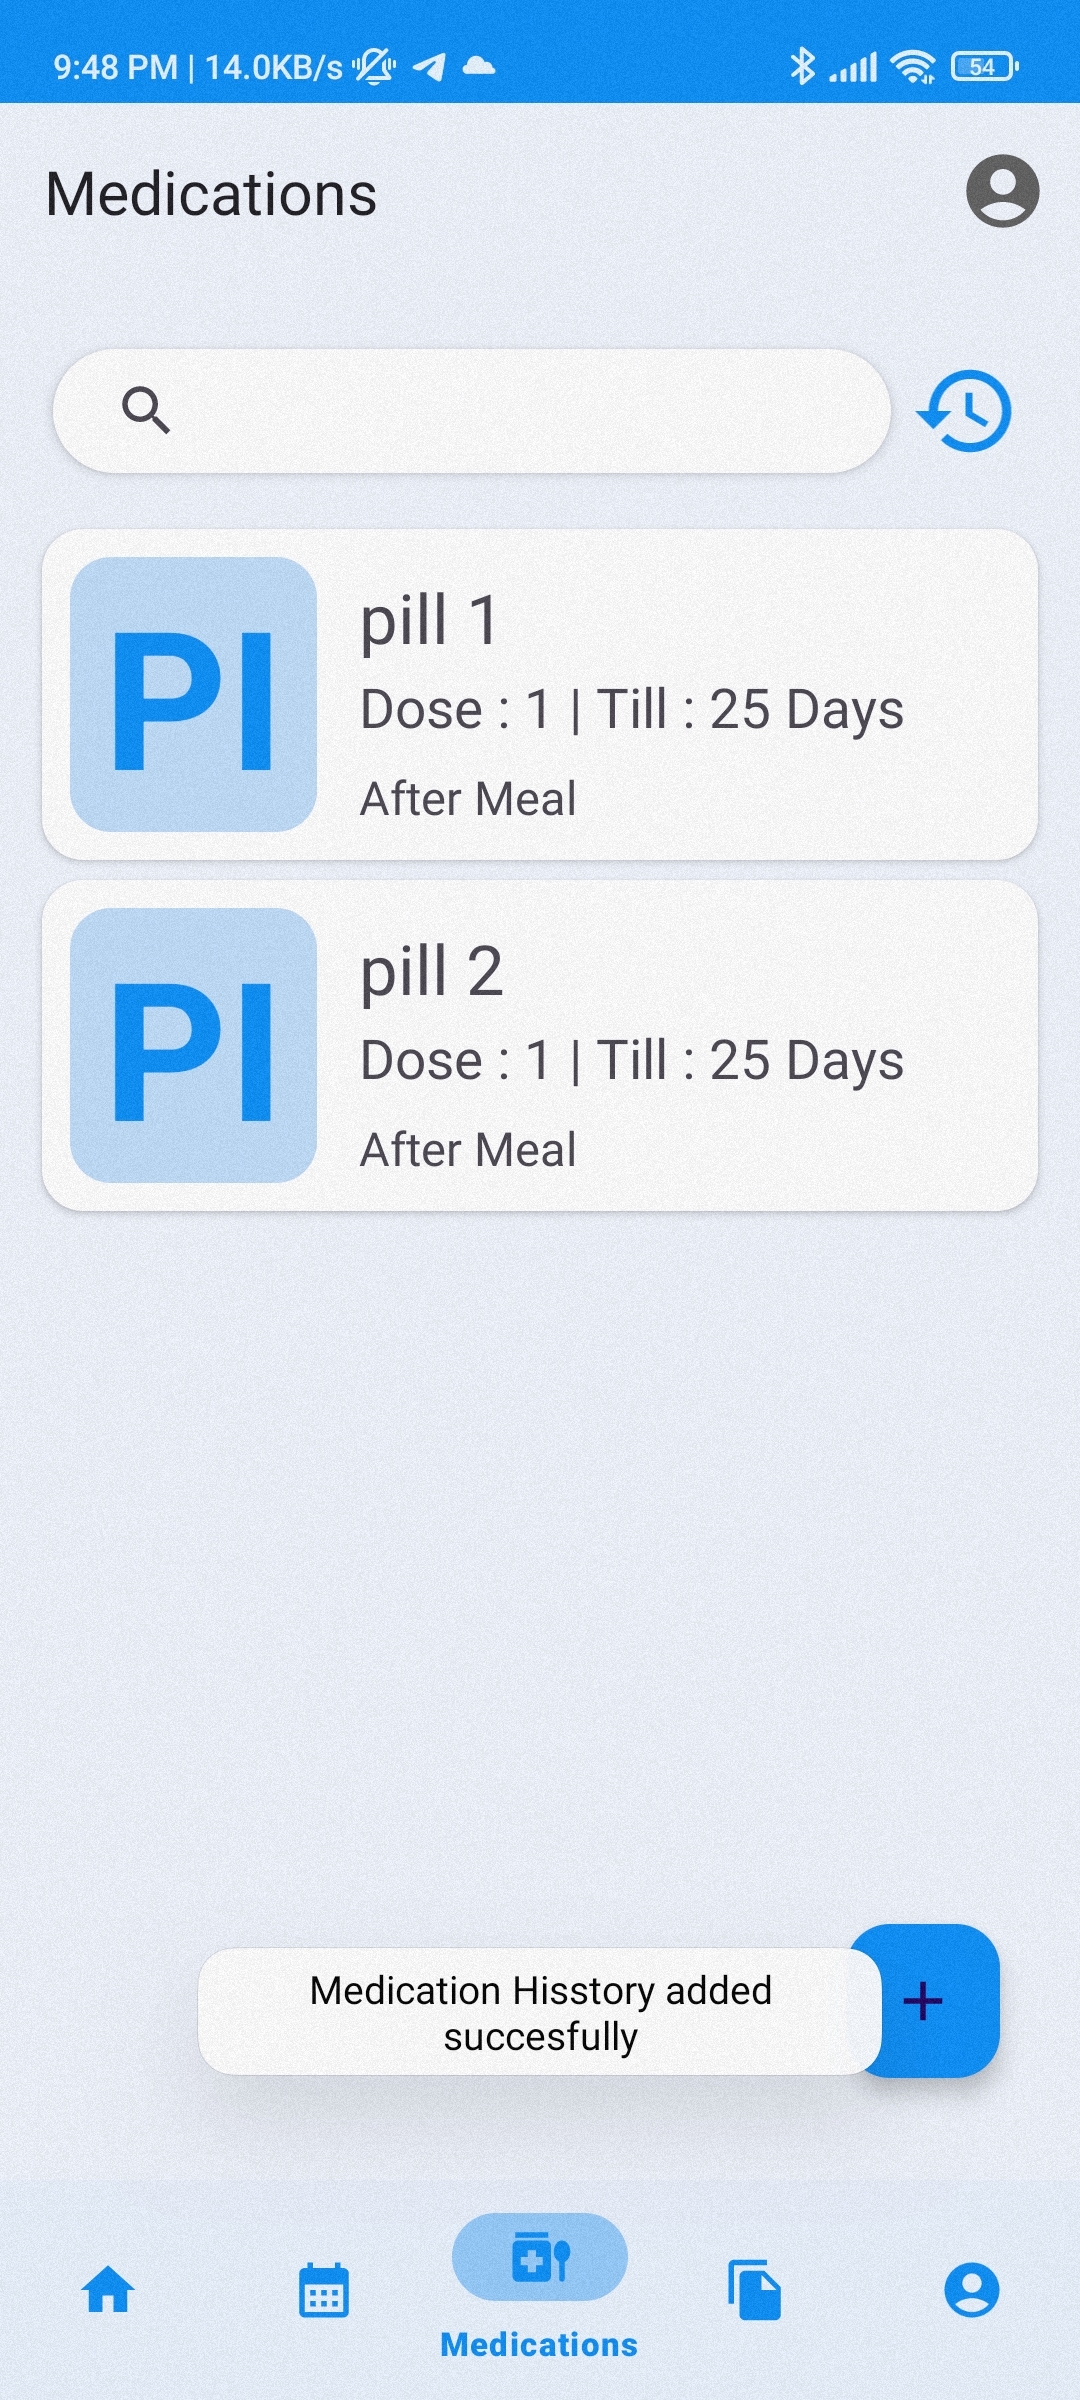 9:48 PM | 14.0KB/s
54
Medications
PI
pill 1
Dose : 1 | Till : 25 Days
After Meal
PI
pill 2
Dose : 1 | Till : 25 Days
After Meal
Medication Hisstory added
succesfully
+
Medications